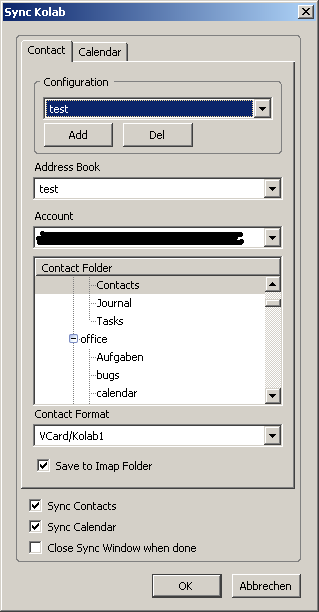 Sync Kolab
Contact Calendar
Configuration
test
Add Del
Address Book
test
Account
Contact Folder
Contacts
Journal
Tasks
office
Aufgaben
bugs
calendar
Contact Format
VCard/Kolab1
Save to Imap Folder
Sync Contacts
Sync Calendar
Close Sync Window when done
OK Abbrechen